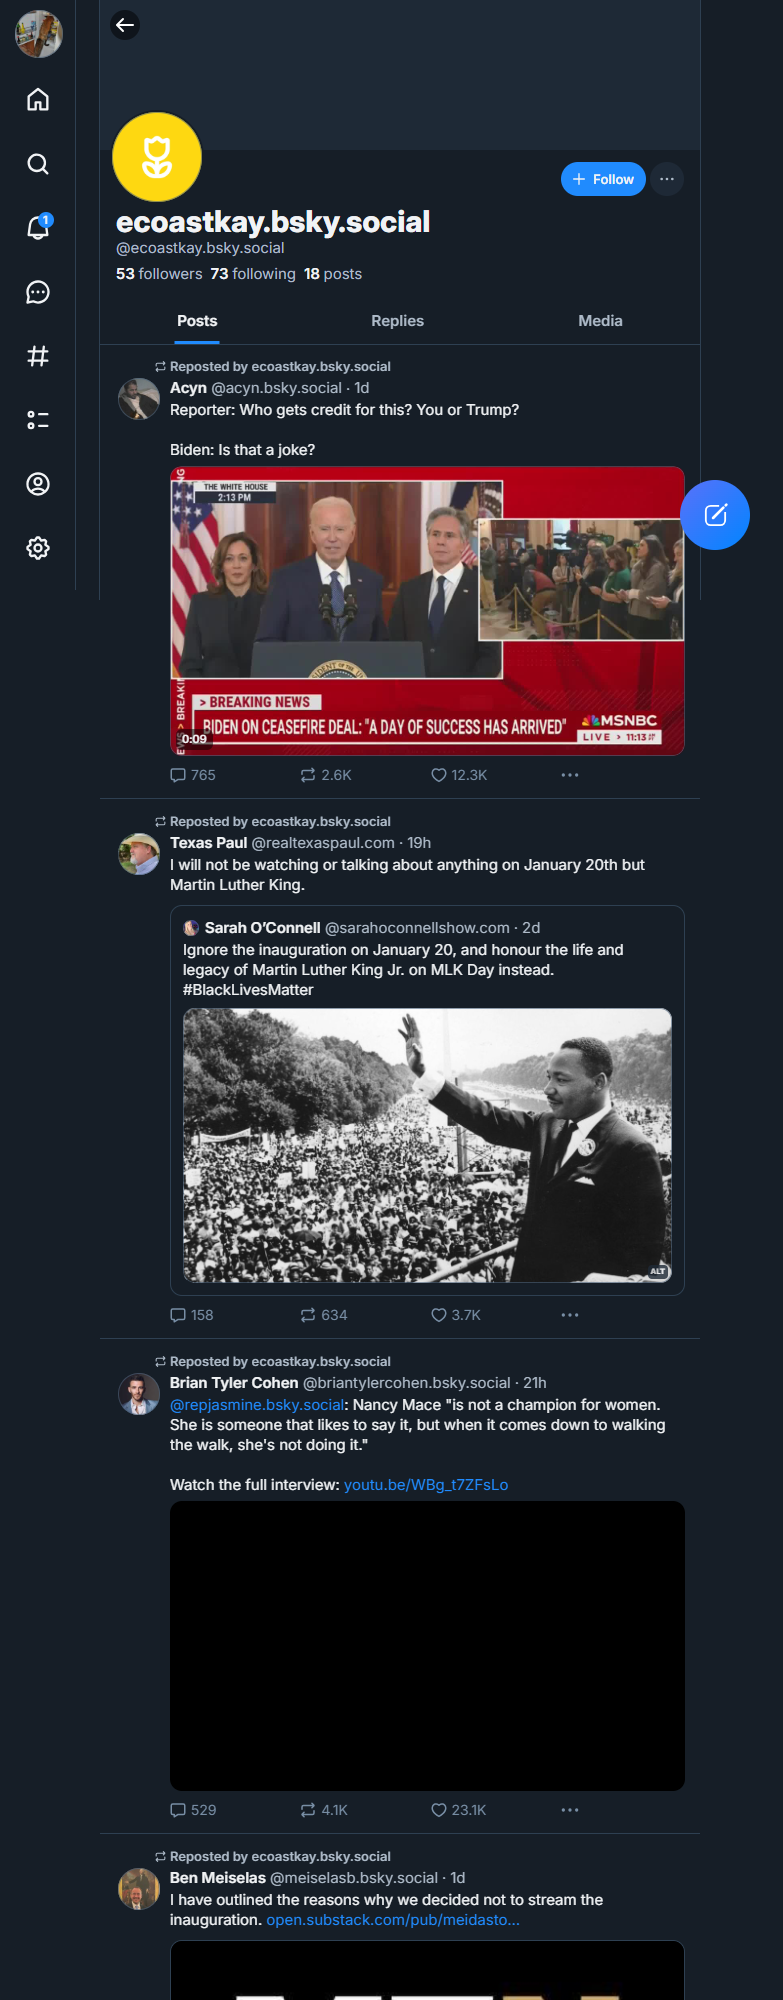 1
+ Follow
ecoastkay.bsky.social
@ecoastkay.bsky.social
53 followers 73 following 18 posts
Posts
Replies
Media
Reposted by ecoastkay.bsky.social
Acyn @acyn.bsky.social · 1d
Reporter: Who gets credit for this? You or Trump?
Biden: Is that a joke?
THE WHITE HOUSE
2:13 PM
> BREAKING NEWS
BIDEN ON CEASEFIRE DEAL: "A DAY OF SUCCESS HAS ARRIVED"
MSNBC
LIVE > 11:13
0:09
765
2.6K
12.3K
Reposted by ecoastkay.bsky.social
Texas Paul @realtexaspaul.com · 19h
I will not be watching or talking about anything on January 20th but
Martin Luther King.
Sarah O'Connell @sarahoconnellshow.com · 2d
Ignore the inauguration on January 20, and honour the life and
legacy of Martin Luther King Jr. on MLK Day instead.
#BlackLivesMatter
ALT
158
634
3.7K
Reposted by ecoastkay.bsky.social
Brian Tyler Cohen @briantylercohen.bsky.social · 21h
@repjasmine.bsky.social: Nancy Mace "is not a champion for women.
She is someone that likes to say it, but when it comes down to walking
the walk, she's not doing it."
Watch the full interview: youtu.be/WBg_t7ZFsLo
529
4.1K
23.1K
Reposted by ecoastkay.bsky.social
Ben Meiselas @meiselasb.bsky.social · 1d
I have outlined the reasons why we decided not to stream the
inauguration. open.substack.com/pub/meidasto...